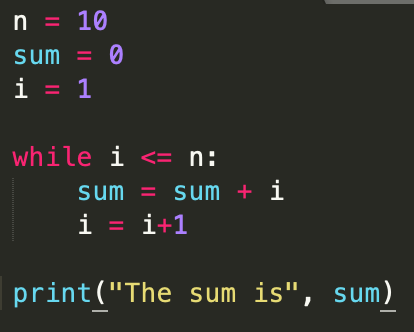 n = 10
sum = 0
i = 1
while i <= n:
    sum = sum + i
    i = i+1
print("The sum is", sum)